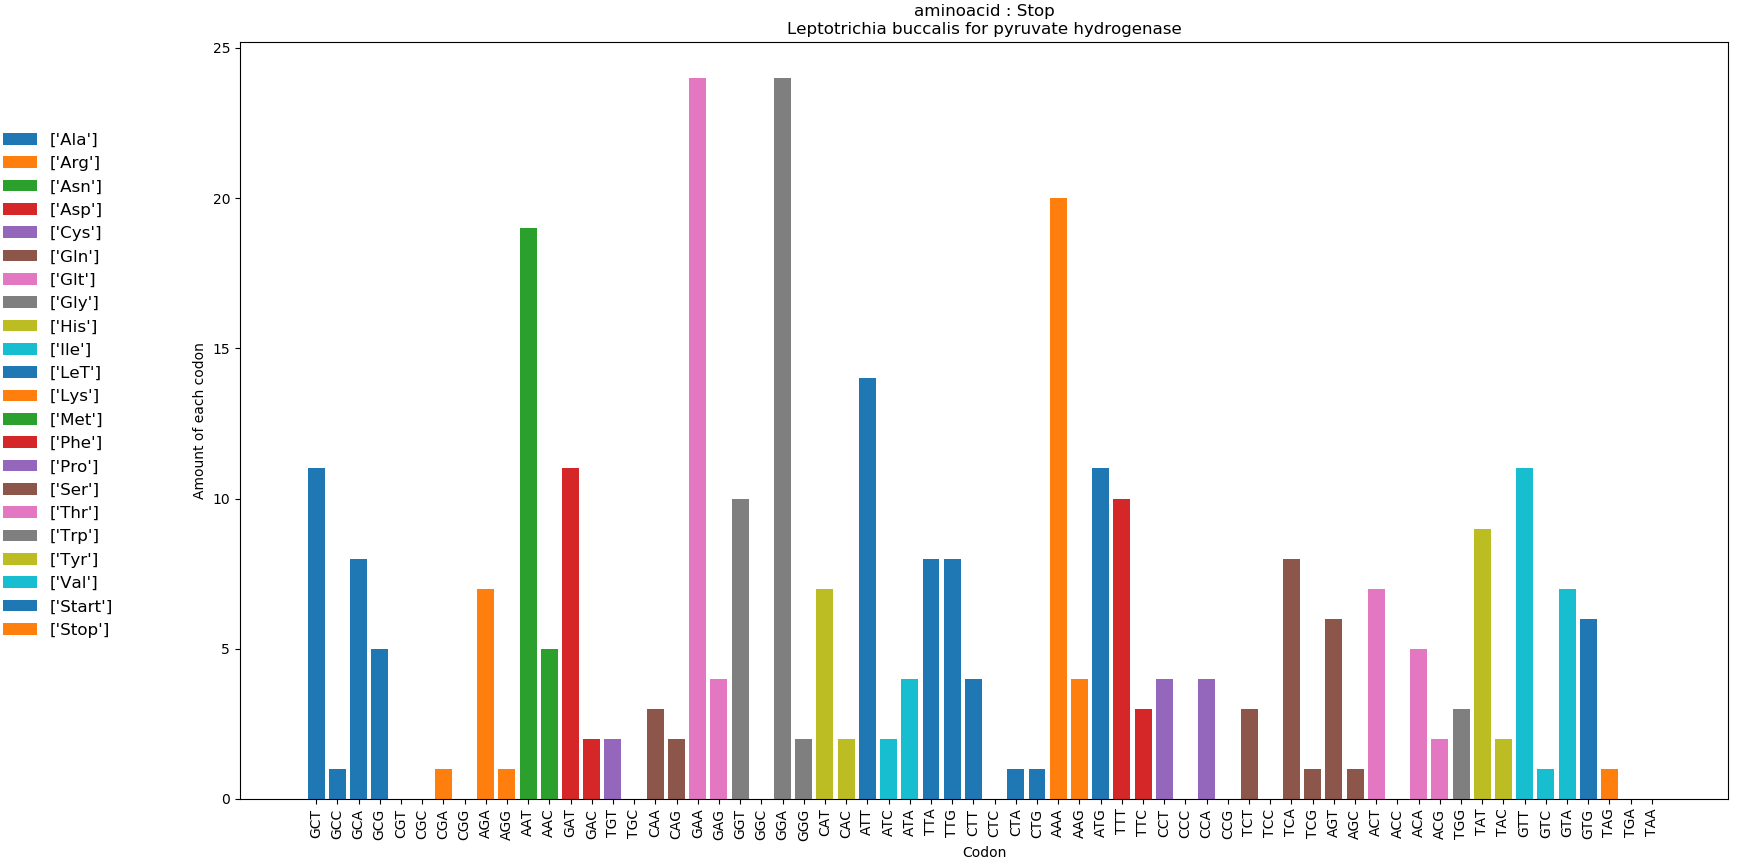 aminoacid : Stop
Leptotrichia buccalis for pyruvate hydrogenase
['Ala']
['Arg']
['Asn']
['Asp']
['Cys']
['Gln']
['Glt']
['Gly']
['His']
['Ile']
['LeT']
['Lys']
['Met']
['Phe']
['Pro']
['Ser']
['Thr']
['Trp']
['Tyr']
['Val']
['Start']
['Stop']
Amount of each codon
25
20
15
10
5
0
GCT GCC GCA GCG CGT CGC CGA CGG AGA AGG AAT AAC GAT GAC TGT TGC CAA CAG GAA GAG GGT GGC GGA GGG CAT CAC ATT ATC ATA TTA TTG CTT CTC CTA CTG AAA AAG ATG TTT TTC CCT CCC CCA CCG TCT TCC TCA TCG AGT AGC ACT ACC ACA ACG TGG TAT TAC GTT GTC GTA GTG TAG TGA TAA
Codon